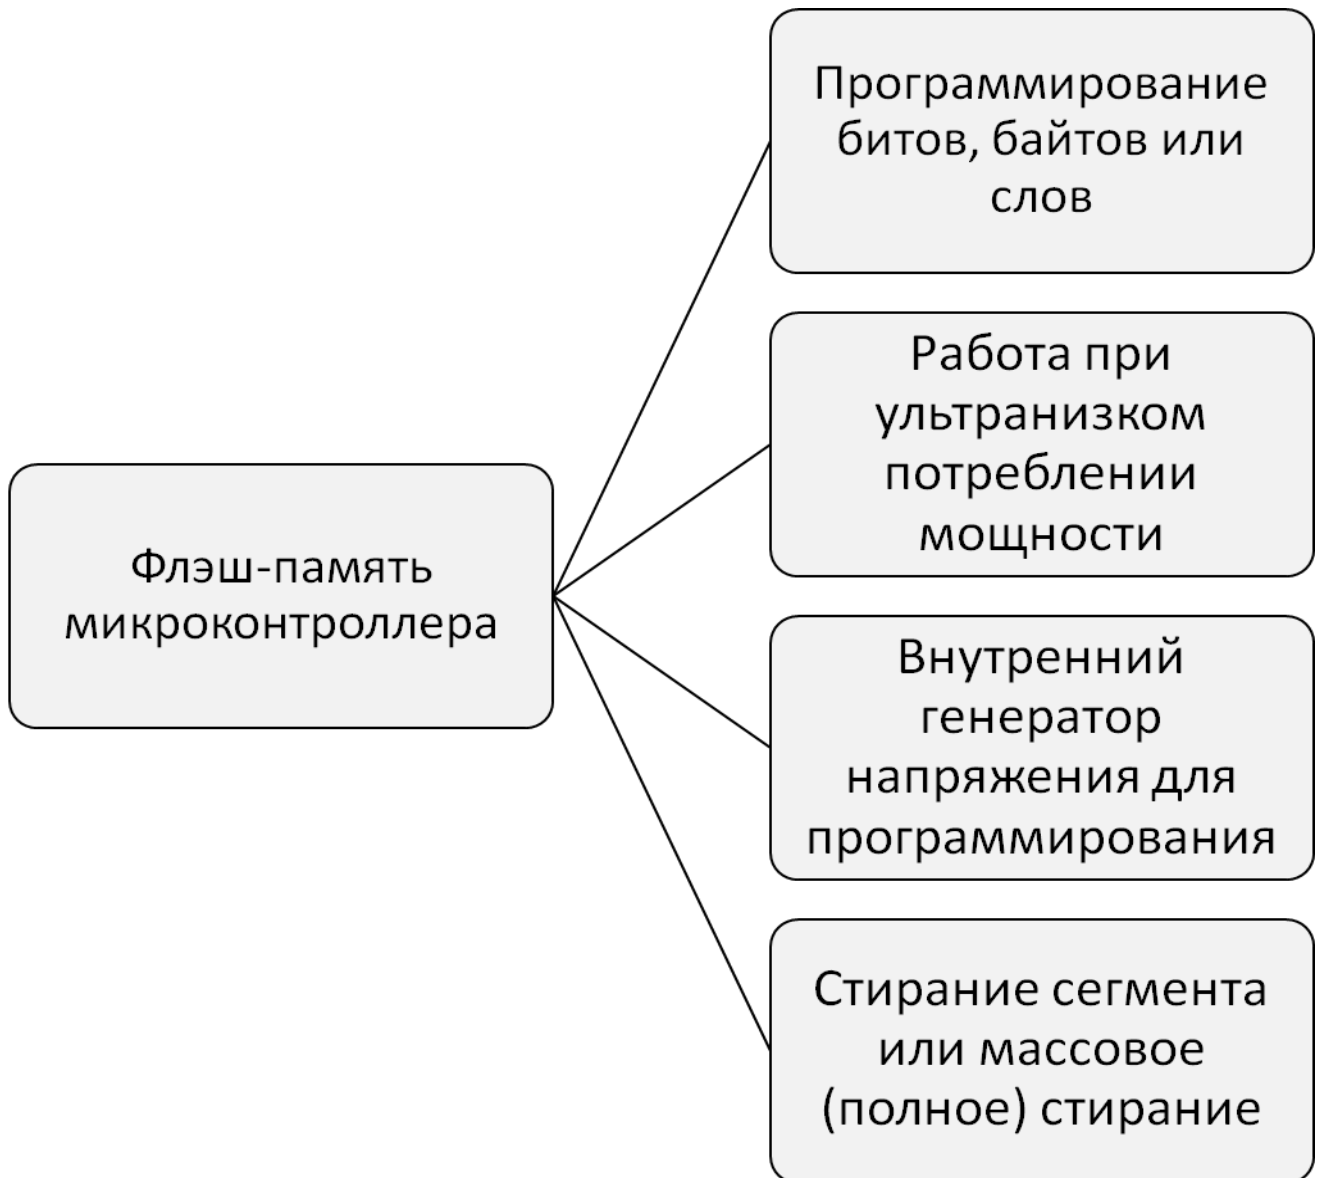 Программирование
битов, байтов или
слов
Работа при
ультранизком
потреблении
мощности
Флэш-память
микроконтроллера
Внутренний
генератор
напряжения для
программирования
Стирание сегмента
или массовое
(полное) стирание